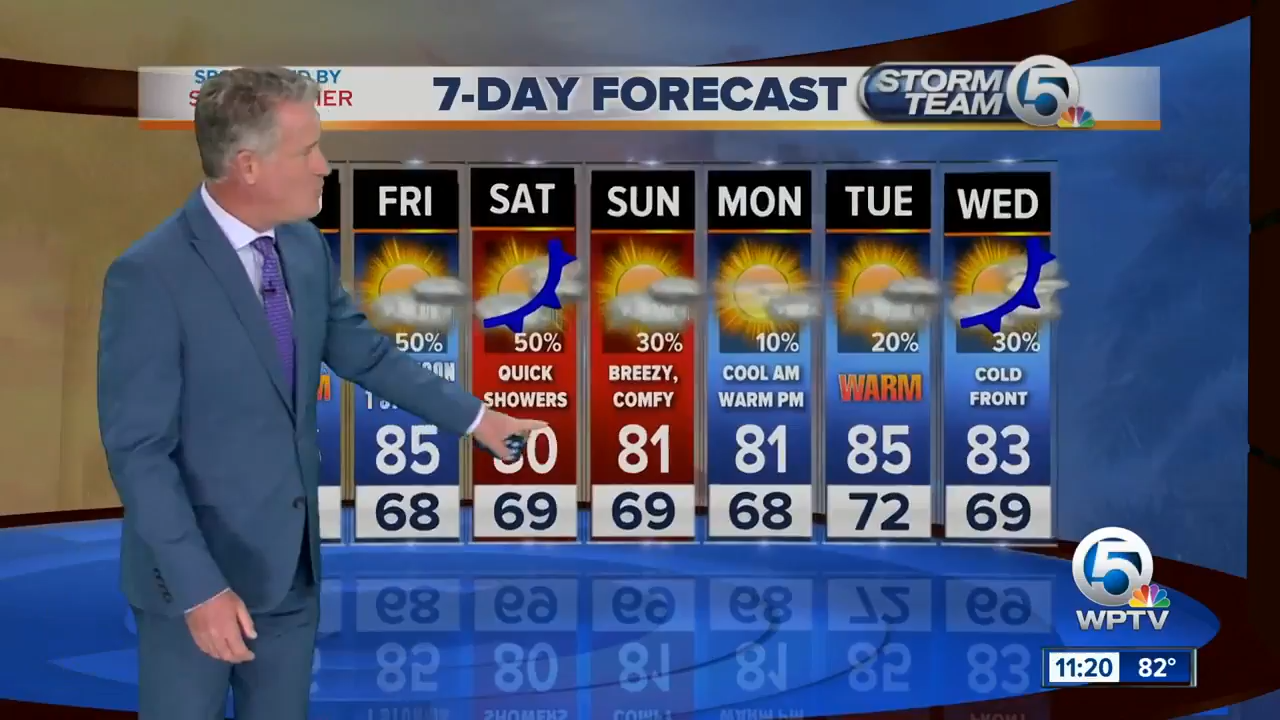 BY
7-DAY FORECAST
STORM
TEAM
5
FRI
SAT
SUN
MON
TUE
WED
50%
50%
30%
10%
20%
30%
QUICK
SHOWERS
BREEZY,
COMFY
COOL AM
WARM PM
WARM
COLD
FRONT
85
80
81
81
85
83
68
69
69
68
72
69
5
WPTV
11:20
82°